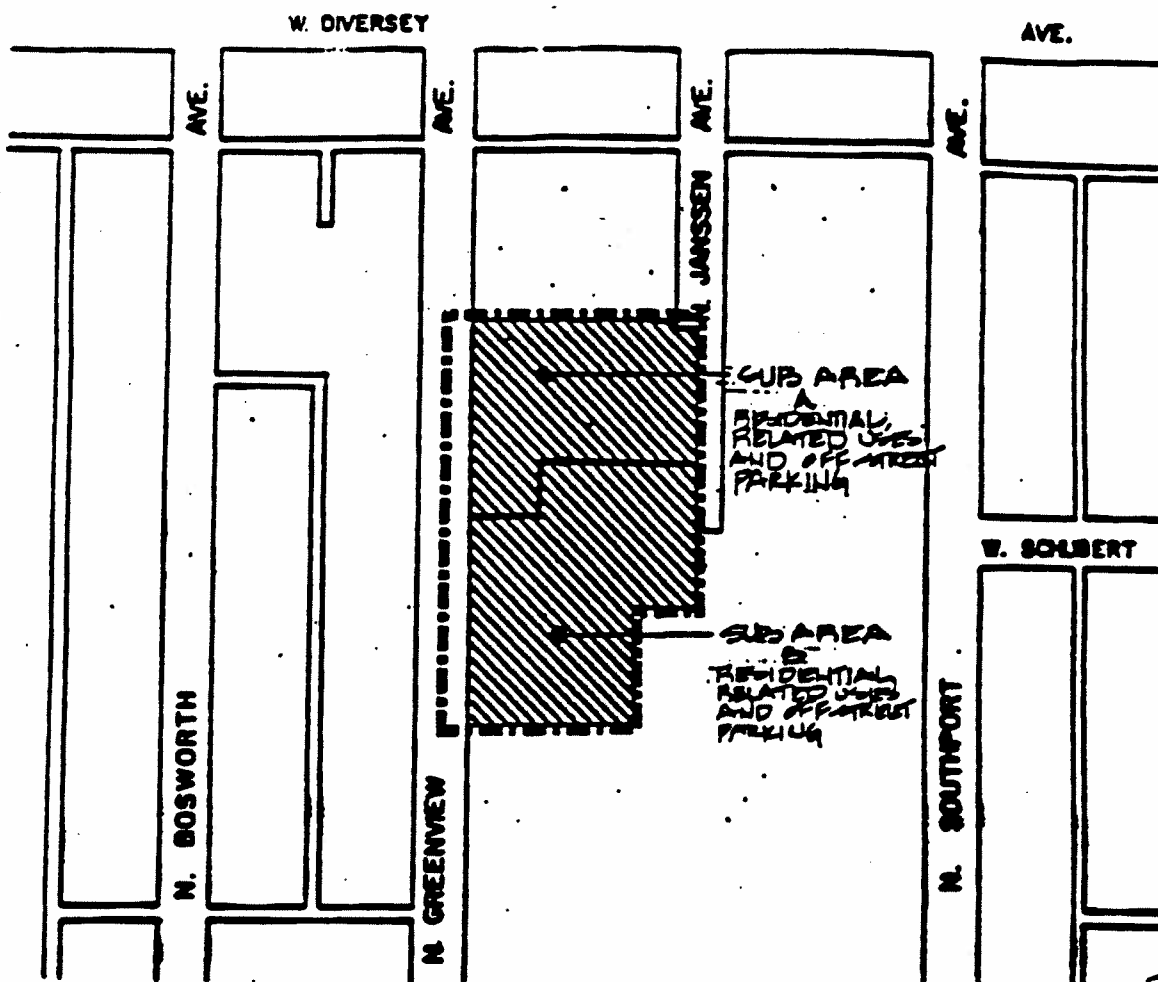 W. DIVERSEY
AVE.
AVE.
AVE.
AVE.
AVE.
N. JANSSEN
SUB AREA
A
RESIDENTIAL,
RELATED USES
AND OFF-STREET
PARKING
W. SCHUBERT
SUB AREA
B
RESIDENTIAL,
RELATED USES
AND OFF-STREET
PARKING
N. BOSWORTH
N. GREENVIEW
N. SOUTHPORT